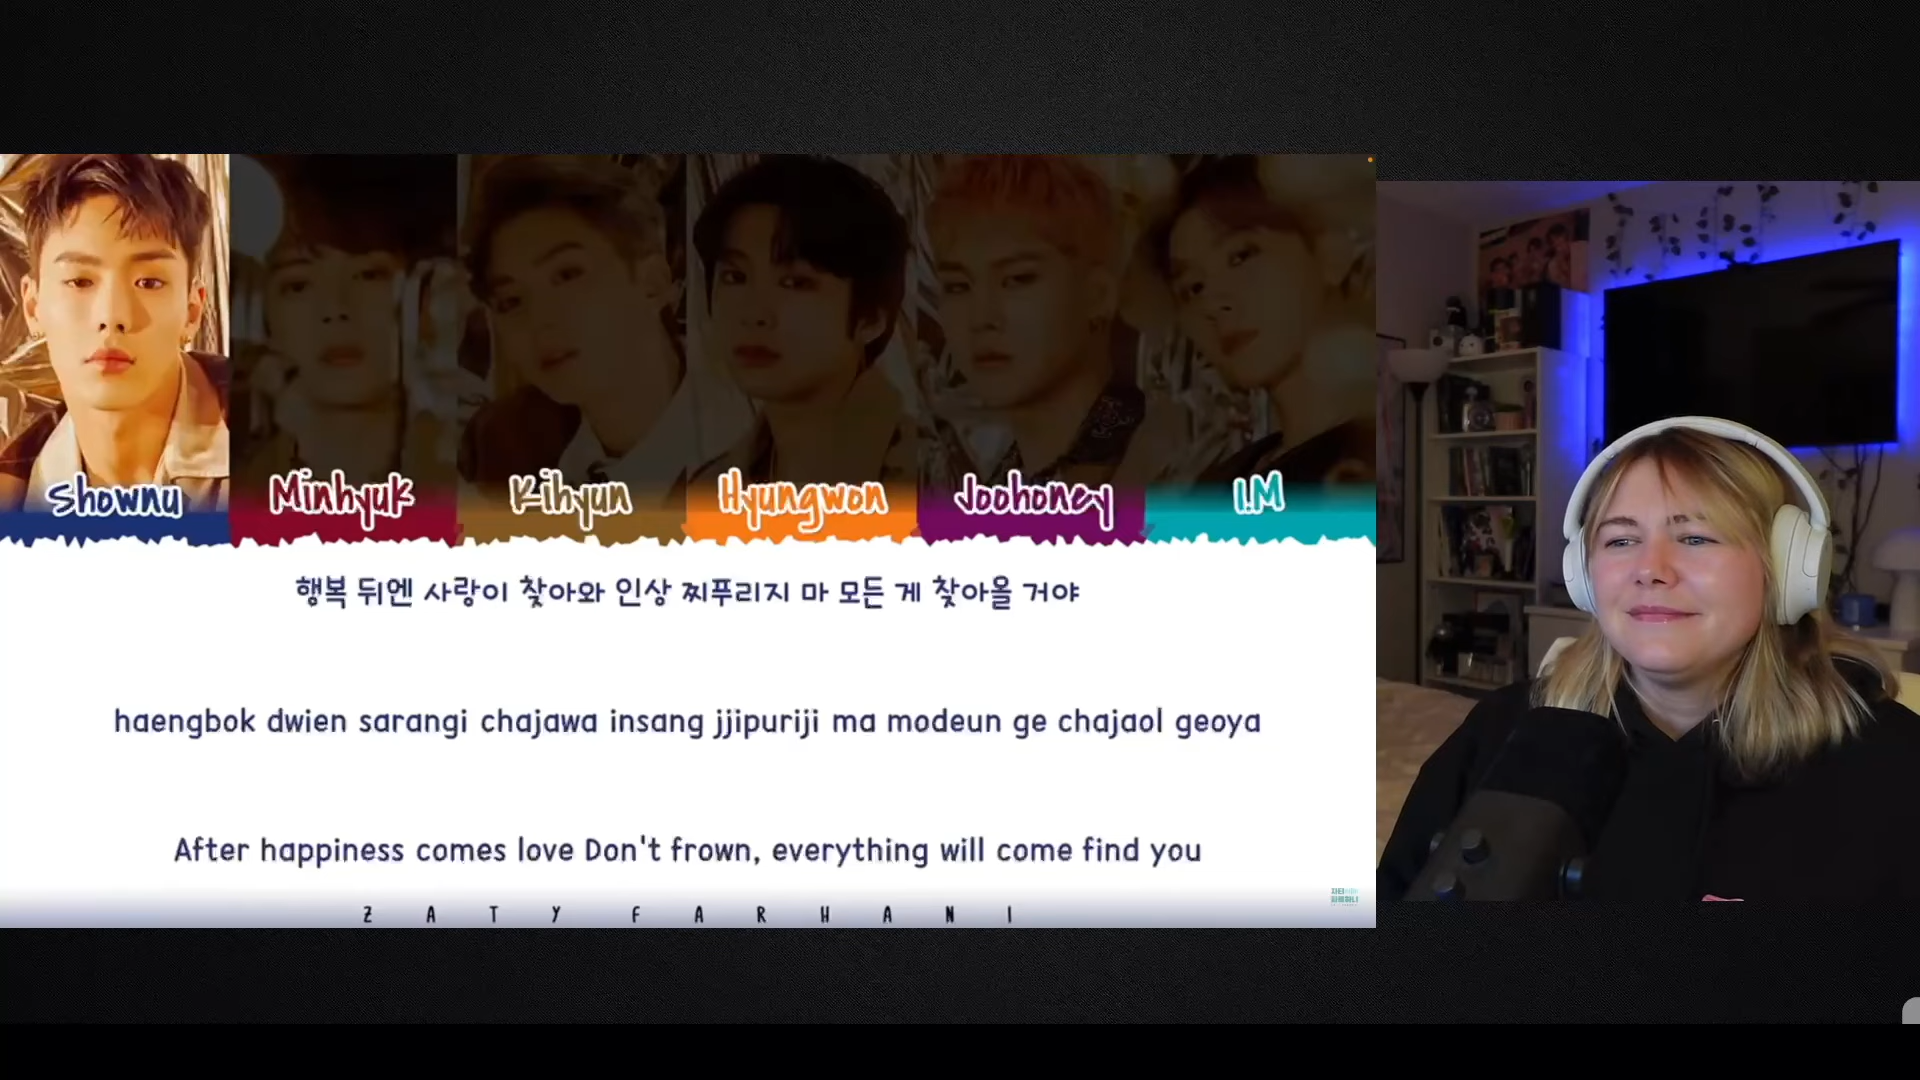 Shownu Minhyuk Kihyun Hyungwon Joohoney I.M
행복 뒤엔 사랑이 찾아와 인상 찌푸리지 마 모든 게 찾아올 거야
haengbok dwien sarangi chajawa insang jjipuriji ma modeun ge chajaol geoya
After happiness comes love Don't frown, everything will come find you
ZATY FARHANI